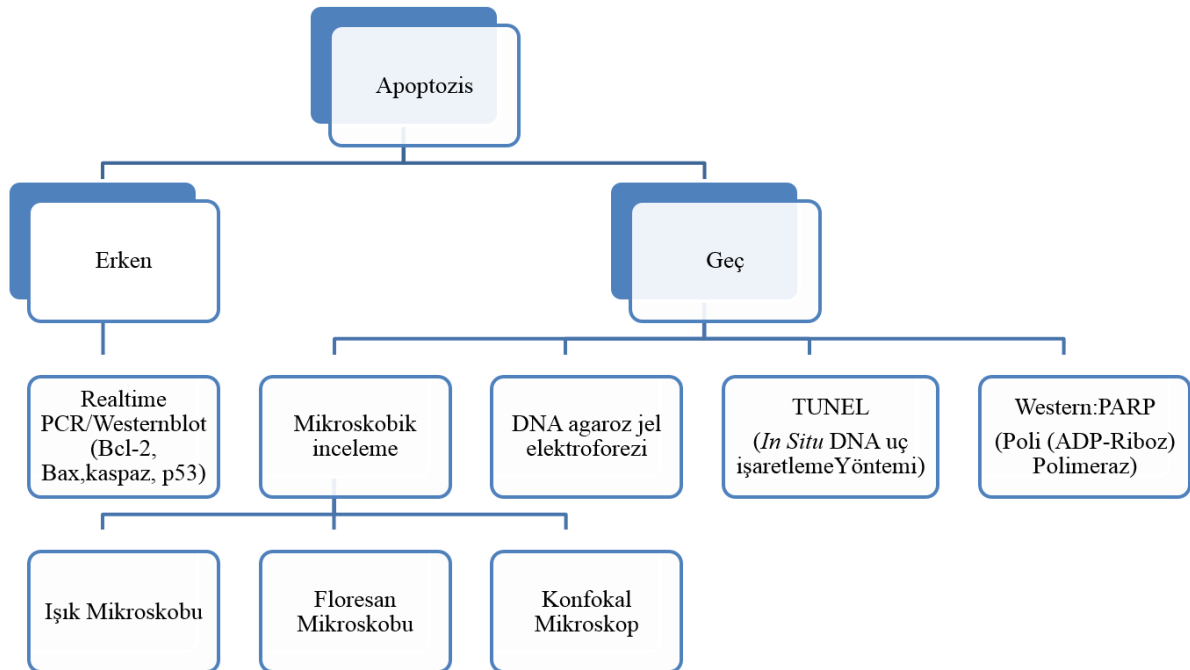 Apoptozis
Erken
Geç
Realtime
PCR/Westernblot
(Bcl-2,
Bax,kaspaz, p53)
Mikroskobik
inceleme
DNA agaroz jel
elektroforezi
TUNEL
(In Situ DNA uç
işaretlemeYöntemi)
Western:PARP
(Poli (ADP-Riboz)
Polimeraz)
Işık Mikroskobu
Floresan
Mikroskobu
Konfokal
Mikroskop